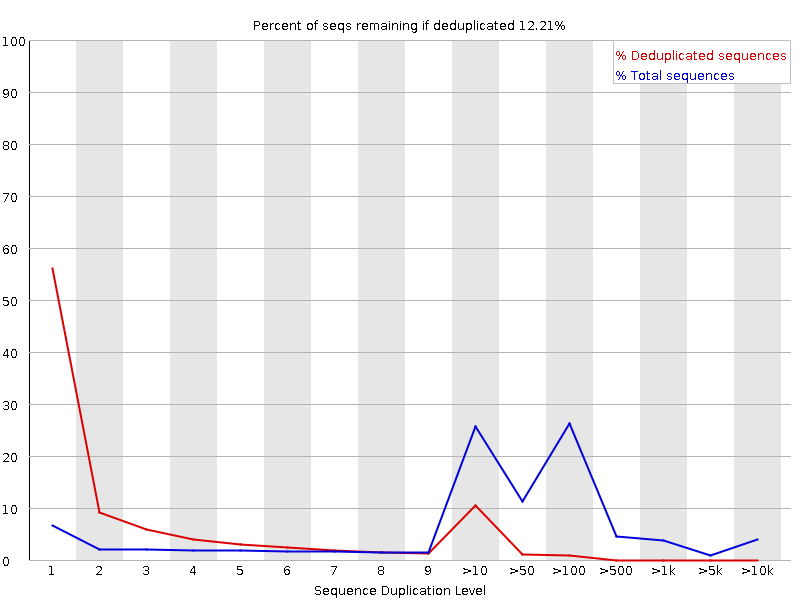 Percent of seqs remaining if deduplicated 12.21%
% Deduplicated sequences
% Total sequences
100
90
80
70
60
50
40
30
20
10
0
1 2 3 4 5 6 7 8 9 >10 >50 >100 >500 >1k >5k >10k
Sequence Duplication Level